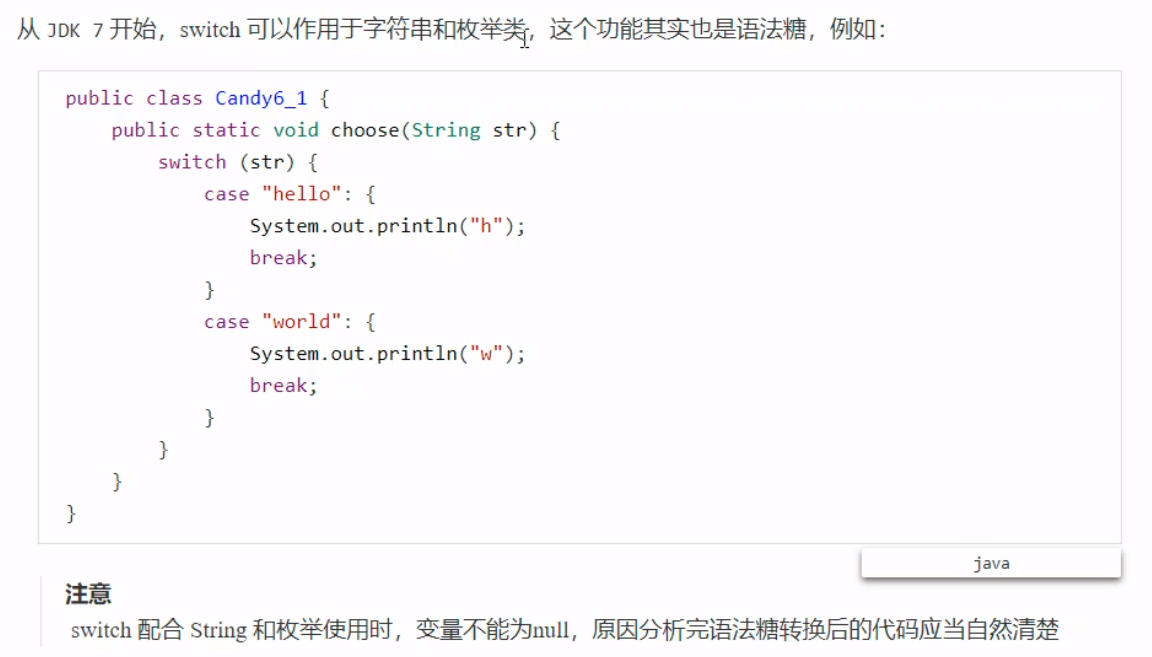 从 JDK 7 开始，switch 可以作用于字符串和枚举类，这个功能其实也是语法糖，例如：
public class Candy6_1 {
    public static void choose(String str) {
        switch (str) {
            case "hello": {
                System.out.println("h");
                break;
            }
            case "world": {
                System.out.println("w");
                break;
            }
        }
    }
}
java
注意
switch 配合 String 和枚举使用时，变量不能为null，原因分析完语法糖转换后的代码应当自然清楚